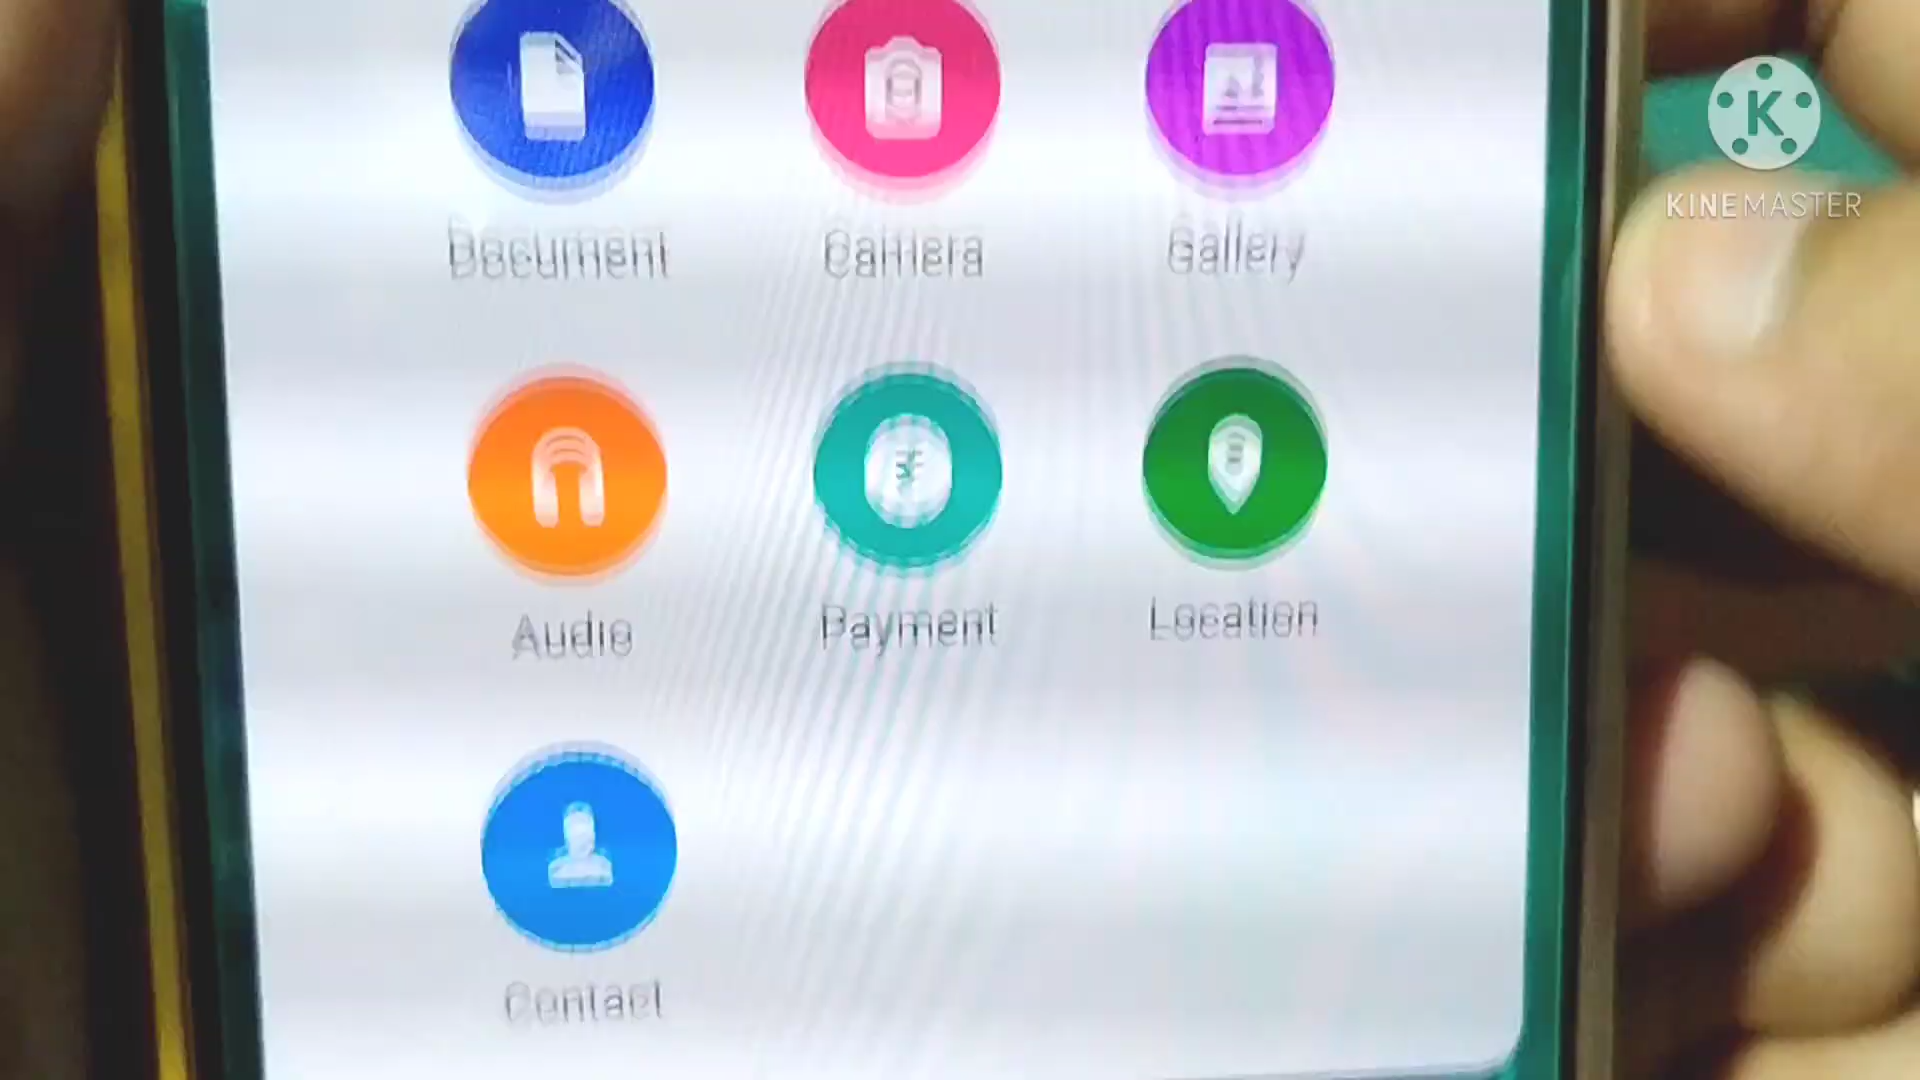 K
KINEMASTER
Document Camera Gallery
Audio Payment Location
Contact